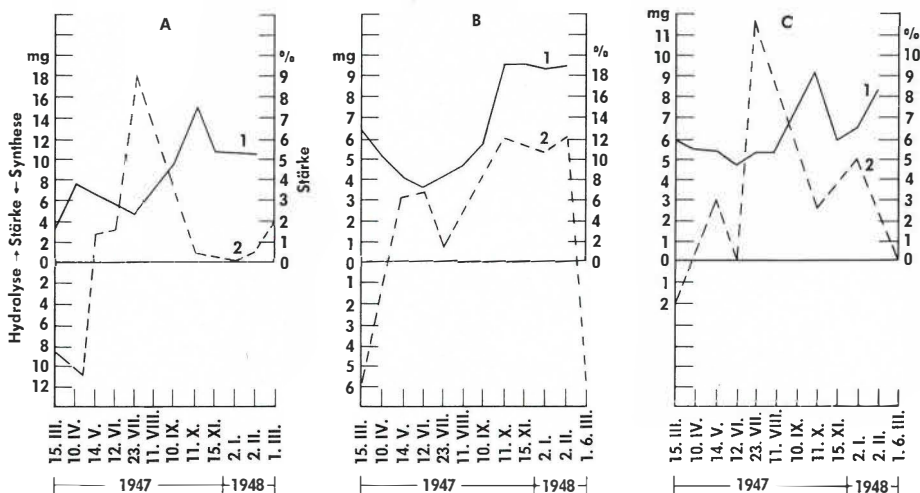 A
mg
%
18
16
14
12
10
8
6
4
2
0
2
4
6
8
10
12
9
8
7
6
5
4
3
2
1
0
Hydrolyse → Stärke ← Synthese
Stärke
1
2
15. III.
10. IV.
14. V.
12. VI.
23. VII.
11. VIII.
10. IX.
11. X.
15. XI.
2. I.
2. II.
1. III.
1947
1948
B
mg
%
9
8
7
6
5
4
3
2
1
0
1
2
3
4
5
6
18
16
14
12
10
8
6
4
2
0
1
2
15. III.
10. IV.
14. V.
12. VI.
23. VII.
11. VIII.
10. IX.
11. X.
15. XI.
2. I.
2. II.
1. 6. III.
1947
1948
C
mg
%
11
10
9
8
7
6
5
4
3
2
1
0
1
2
10
9
8
7
6
5
4
3
2
1
0
1
2
15. III.
10. IV.
14. V.
12. VI.
23. VII.
11. VIII.
10. IX.
11. X.
15. XI.
2. I.
2. II.
1. 6. III.
1947
1948